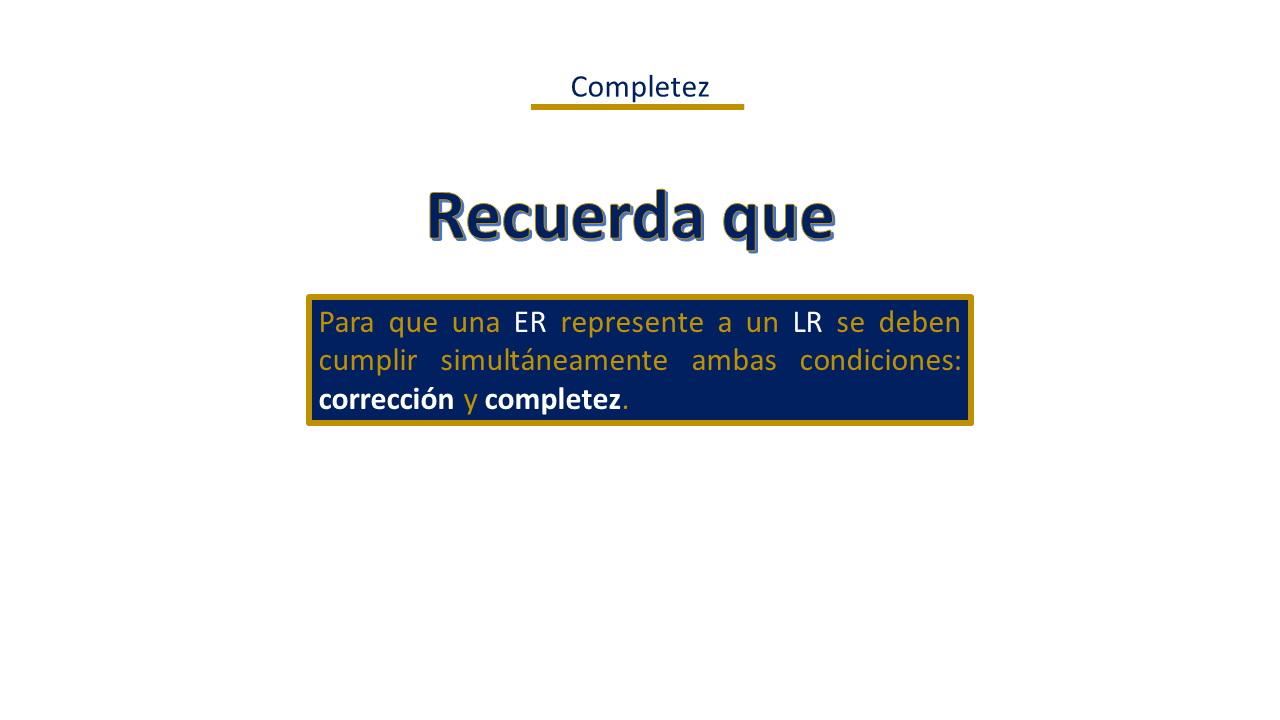 Completez
Recuerda que
Para que una ER represente a un LR se deben
cumplir simultáneamente ambas condiciones:
corrección y completez.